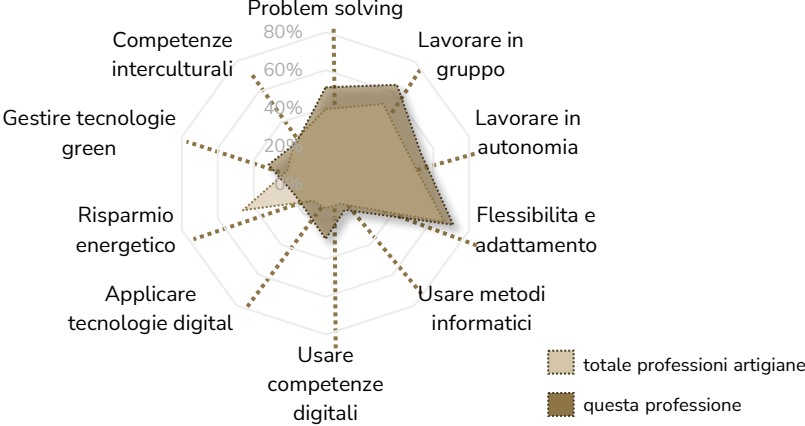 Problem solving
80%
Competenze
interculturali
Lavorare in
gruppo
60%
40%
Gestire tecnologie
green
Lavorare in
autonomia
20%
0%
Risparmio
energetico
Flessibilita e
adattamento
Applicare
tecnologie digital
Usare metodi
informatici
Usare
competenze
digitali
totale professioni artigiane
questa professione